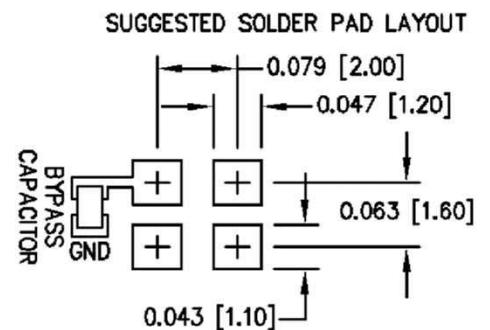 SUGGESTED SOLDER PAD LAYOUT
0.079 [2.00]
0.047 [1.20]
BYPASS
CAPACITOR
GND
0.063 [1.60]
0.043 [1.10]